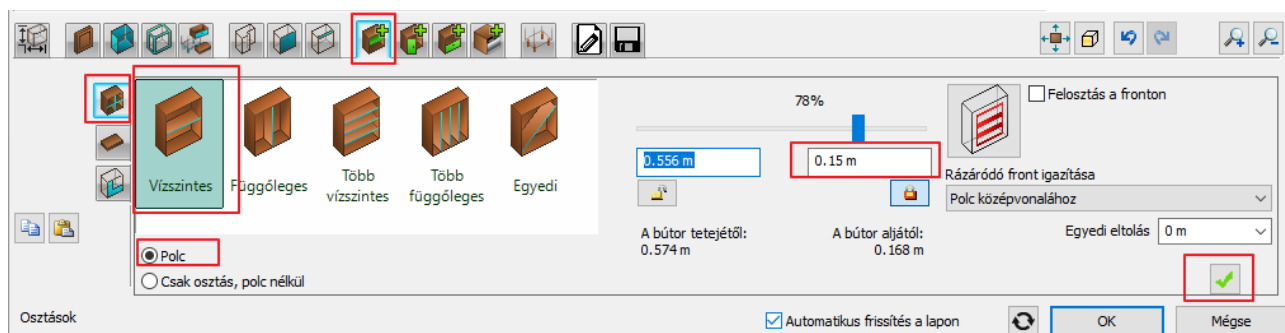 78%
Felosztás a fronton
0.556 m
0.15 m
Rázáródó front igazítása
Vízszintes
Függőleges
Több vízszintes
Több függőleges
Egyedi
Polc középvonalához
A bútor tetejétől:
0.574 m
A bútor aljától:
0.168 m
Egyedi eltolás
0 m
Polc
Csak osztás, polc nélkül
Osztások
Automatikus frissítés a lapon
OK
Mégse